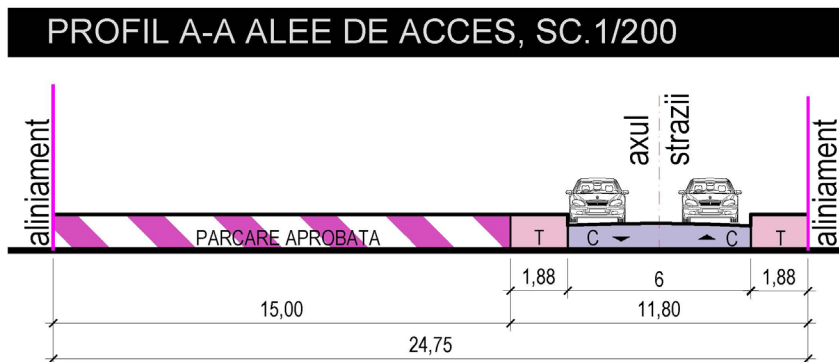 PROFIL A-A ALEE DE ACCES, SC.1/200
aliniament
axul
strazii
aliniament
PARCARE APROBATA
T
C
C
T
1,88
6
1,88
15,00
11,80
24,75